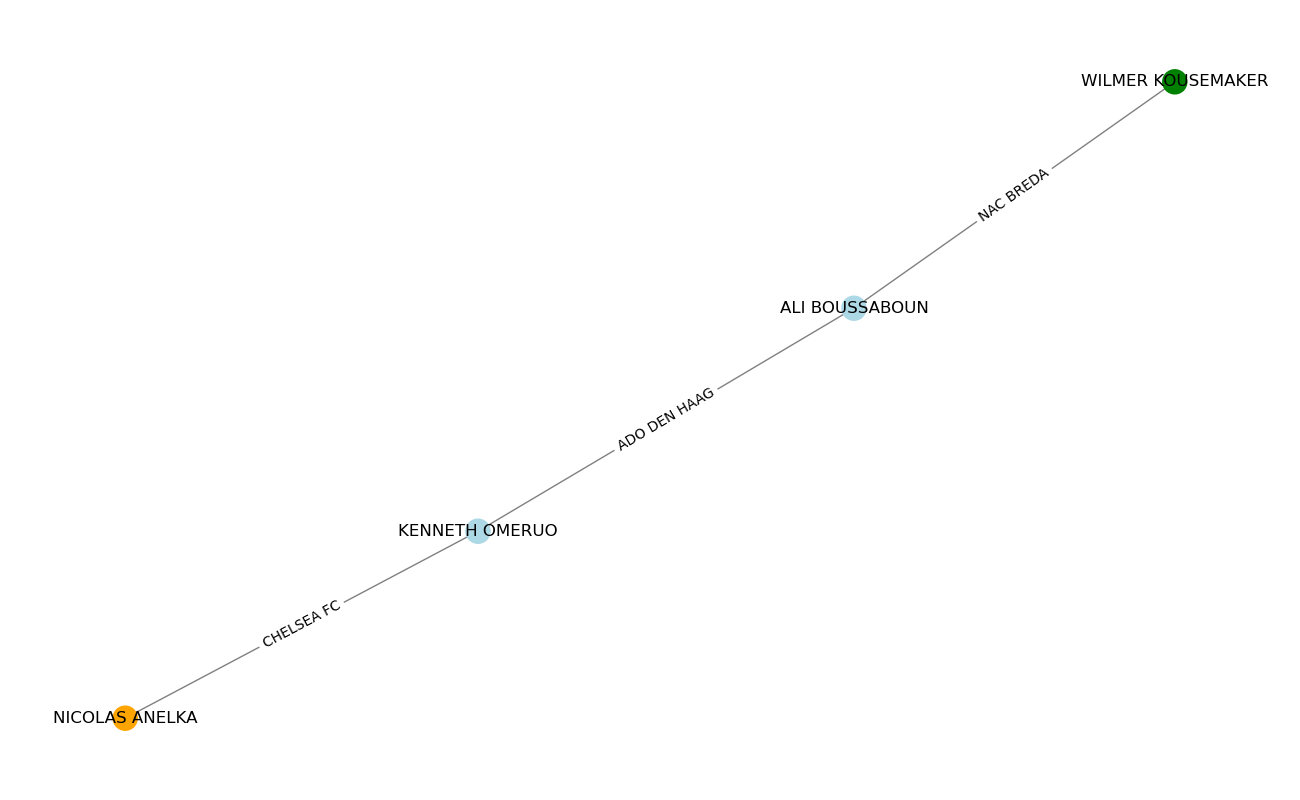 WILMER KOUSEMAKER
NAC BREDA
ALI BOUSSABOUN
ADO DEN HAAG
KENNETH OMERUO
CHELSEA FC
NICOLAS ANELKA